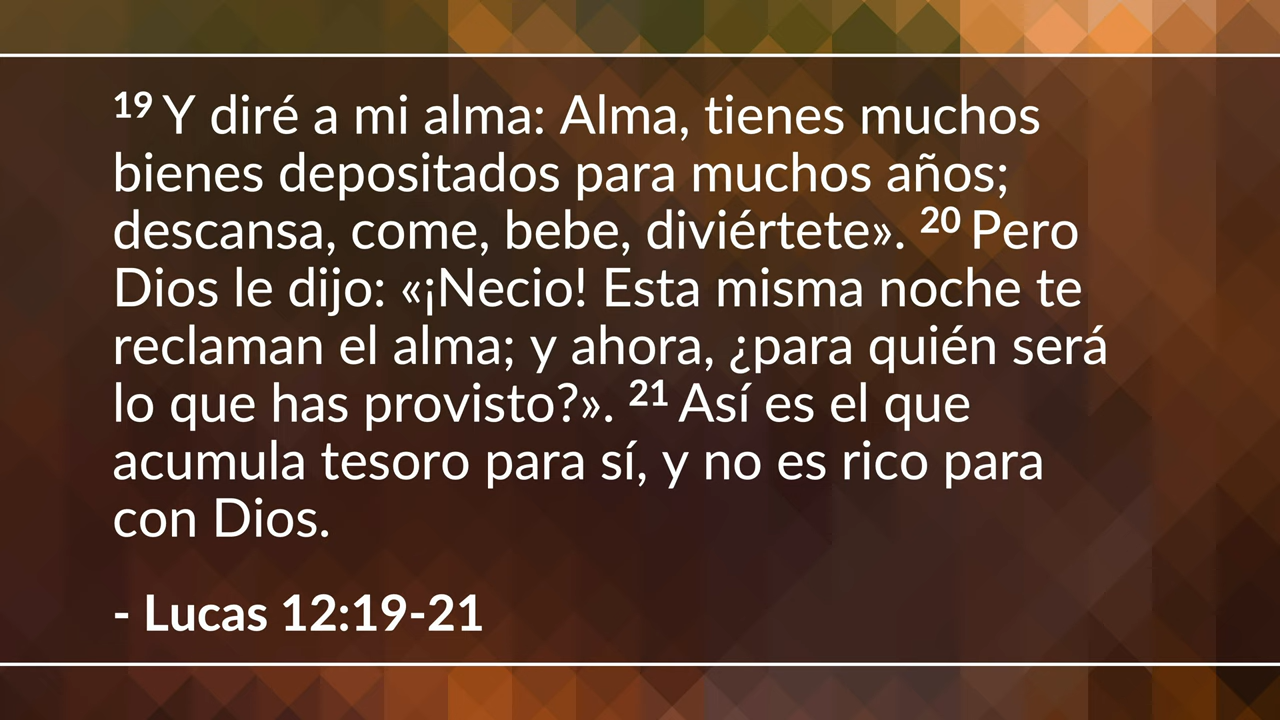 19 Y diré a mi alma: Alma, tienes muchos
bienes depositados para muchos años;
descansa, come, bebe, diviértete». 20 Pero
Dios le dijo: «¡Necio! Esta misma noche te
reclaman el alma; y ahora, ¿para quién será
lo que has provisto?». 21 Así es el que
acumula tesoro para sí, y no es rico para
con Dios.
- Lucas 12:19-21